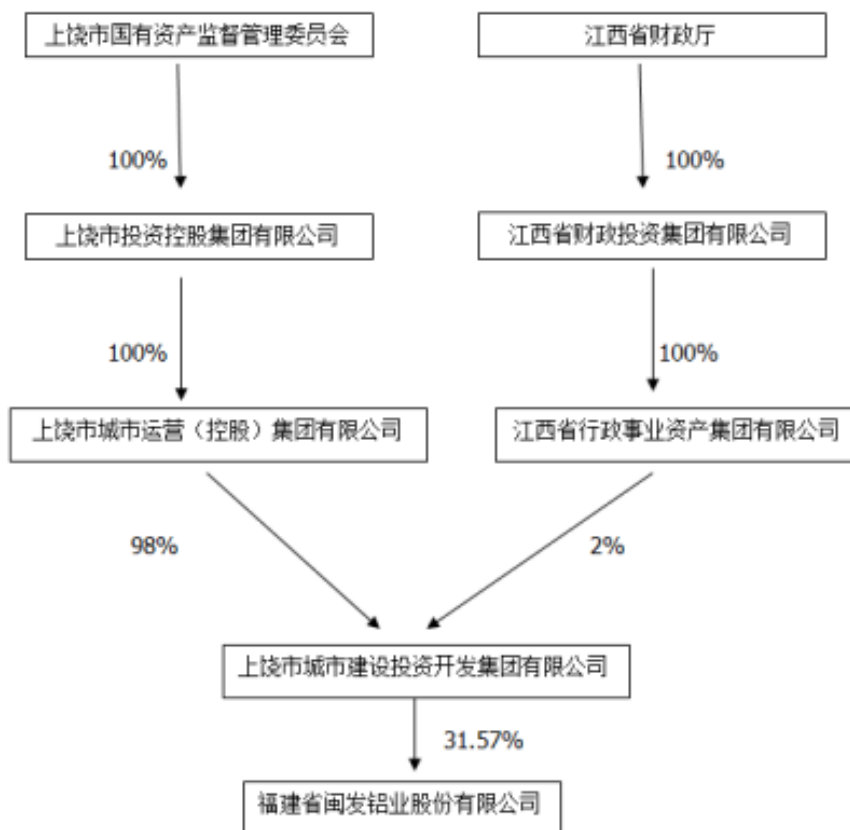 上饶市国有资产监督管理委员会
江西省财政厅
100%
100%
上饶市投资控股集团有限公司
江西省财政投资集团有限公司
100%
100%
上饶市城市运营（控股）集团有限公司
江西省行政事业资产集团有限公司
98%
2%
上饶市城市建设投资开发集团有限公司
31.57%
福建省闽发铝业股份有限公司